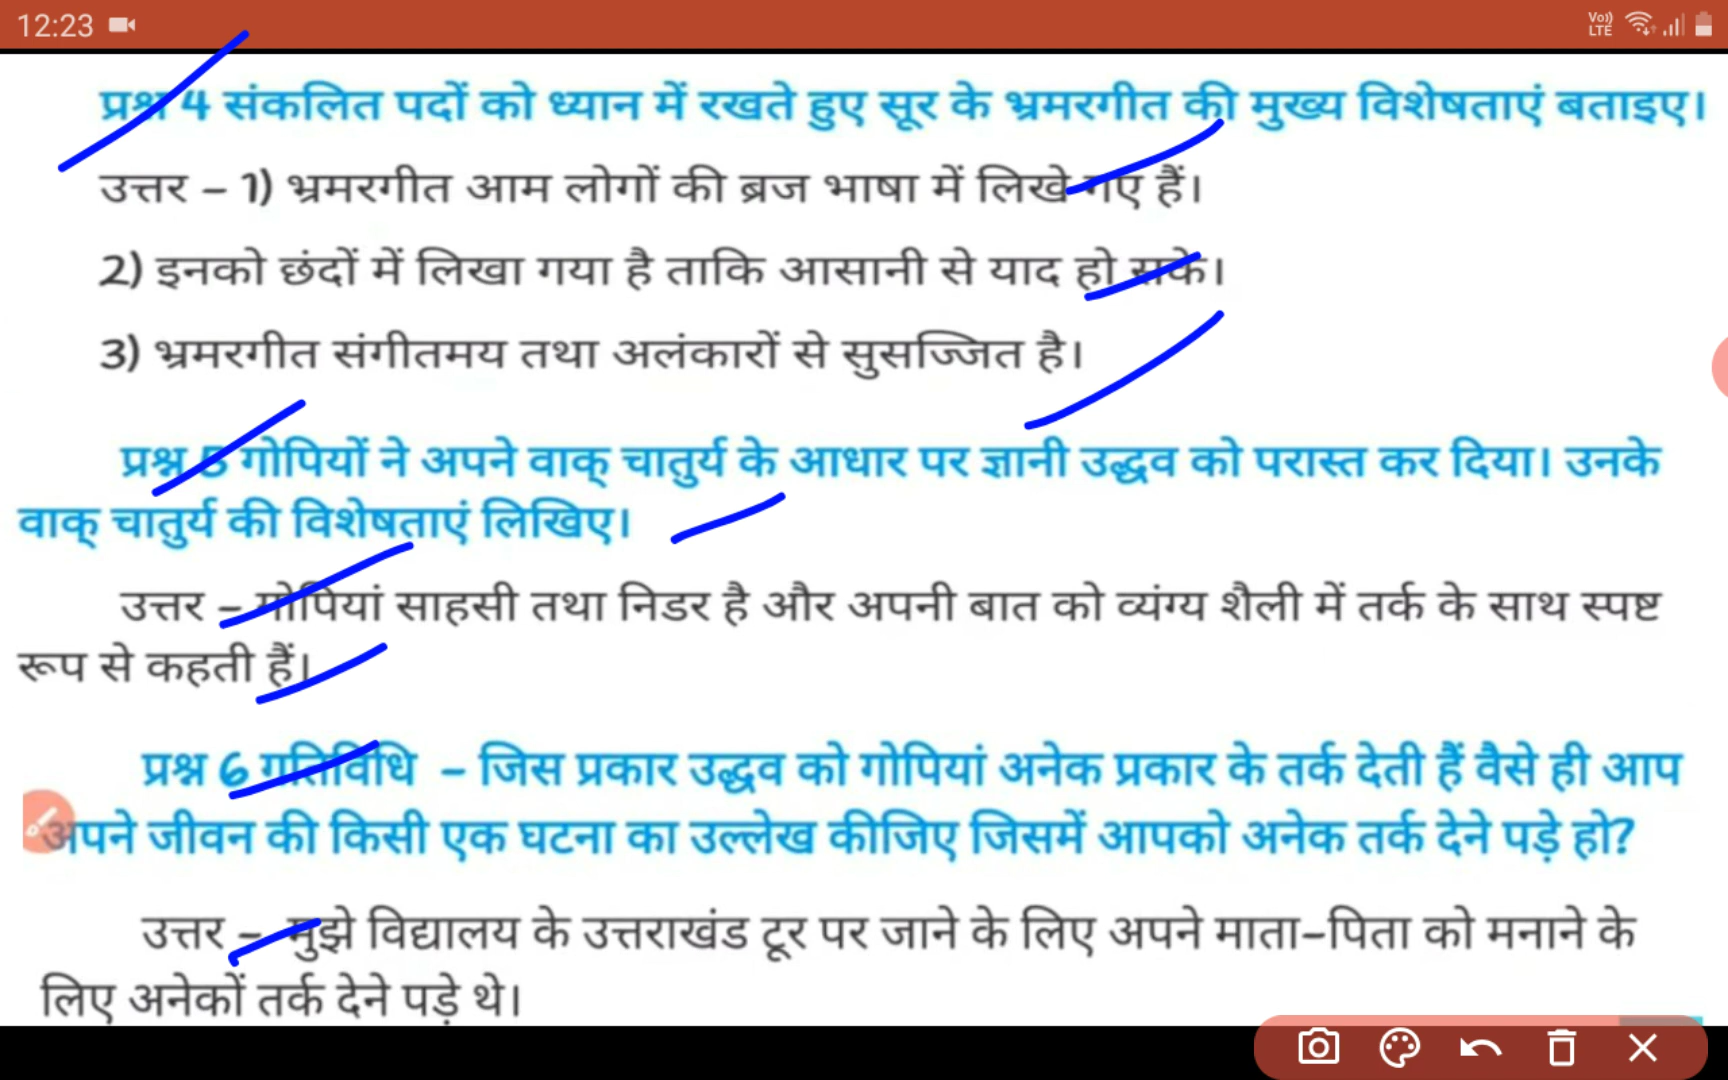 12:23
Vo)) LTE
प्रश्न 4 संकलित पदों को ध्यान में रखते हुए सूर के भ्रमरगीत की मुख्य विशेषताएं बताइए।
उत्तर – 1) भ्रमरगीत आम लोगों की ब्रज भाषा में लिखे गए हैं।
2) इनको छंदों में लिखा गया है ताकि आसानी से याद हो सके।
3) भ्रमरगीत संगीतमय तथा अलंकारों से सुसज्जित है।
प्रश्न 5 गोपियों ने अपने वाक् चातुर्य के आधार पर ज्ञानी उद्धव को परास्त कर दिया। उनके
वाक् चातुर्य की विशेषताएं लिखिए।
उत्तर – गोपियां साहसी तथा निडर है और अपनी बात को व्यंग्य शैली में तर्क के साथ स्पष्ट
रूप से कहती हैं।
प्रश्न 6 गतिविधि – जिस प्रकार उद्धव को गोपियां अनेक प्रकार के तर्क देती हैं वैसे ही आप
अपने जीवन की किसी एक घटना का उल्लेख कीजिए जिसमें आपको अनेक तर्क देने पड़े हो?
उत्तर – मुझे विद्यालय के उत्तराखंड टूर पर जाने के लिए अपने माता-पिता को मनाने के
लिए अनेकों तर्क देने पड़े थे।